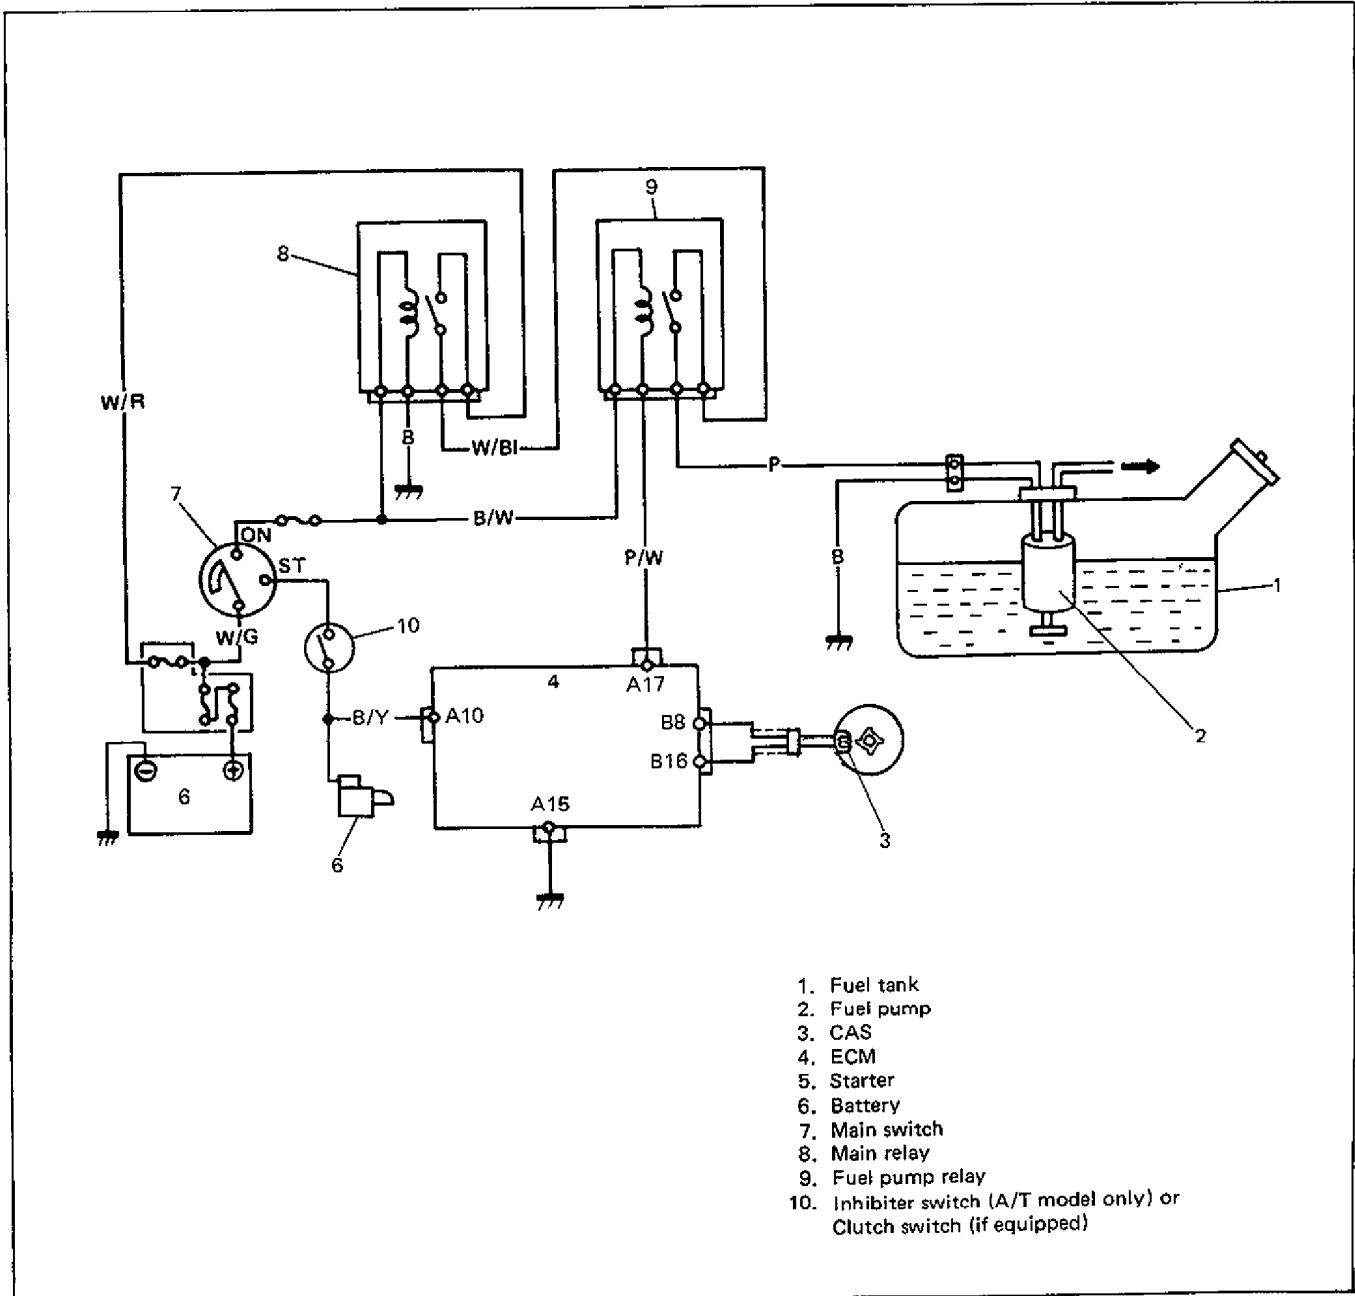 9
8
W/R
B
W/Bl
P
7
ON
B/W
ST
P/W
B
1
W/G
10
4
A17
B/Y
A10
B8
2
B16
6
A15
3
6
1. Fuel tank
2. Fuel pump
3. CAS
4. ECM
5. Starter
6. Battery
7. Main switch
8. Main relay
9. Fuel pump relay
10. Inhibiter switch (A/T model only) or
Clutch switch (if equipped)